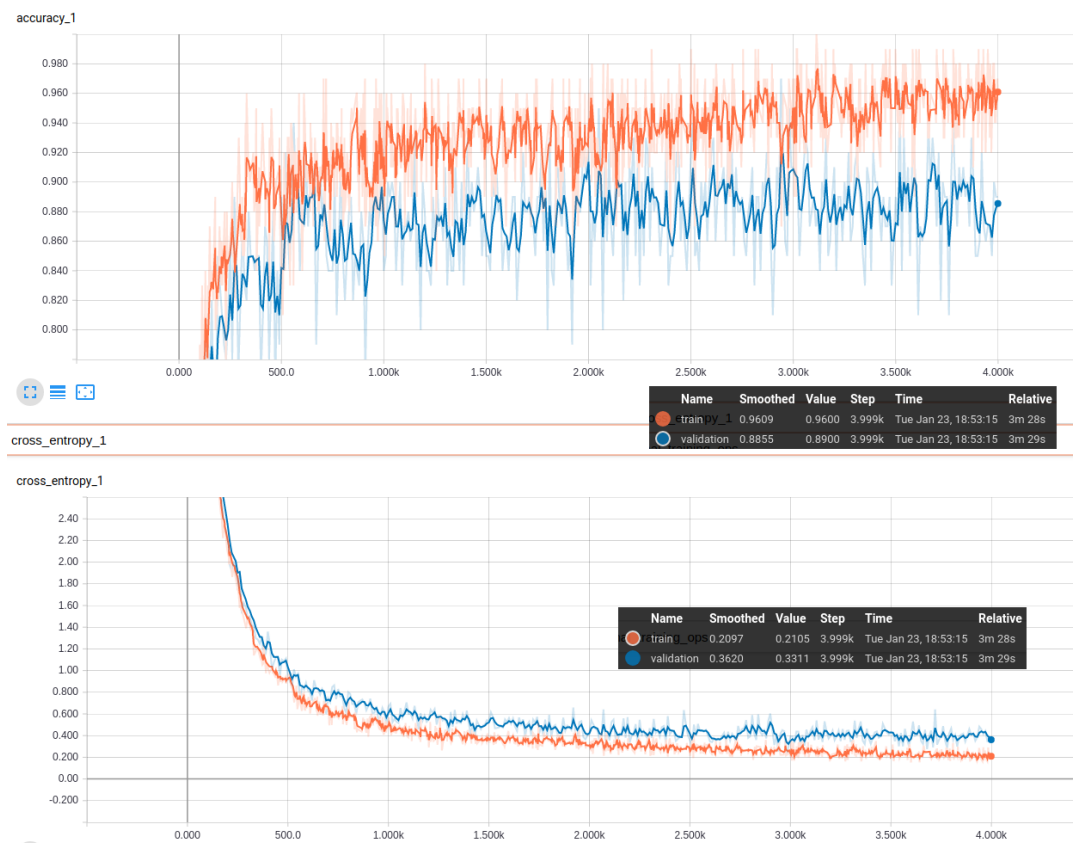 accuracy_1
0.980
0.960
0.940
0.920
0.900
0.880
0.860
0.840
0.820
0.800
0.000 500.0 1.000k 1.500k 2.000k 2.500k 3.000k 3.500k 4.000k
Name Smoothed Value Step Time Relative
train 0.9609 0.9600 3.999k Tue Jan 23, 18:53:15 3m 28s
validation 0.8855 0.8900 3.999k Tue Jan 23, 18:53:15 3m 29s
cross_entropy_1
cross_entropy_1
2.40
2.20
2.00
1.80
1.60
1.40
1.20
1.00
0.800
0.600
0.400
0.200
0.00
-0.200
Name Smoothed Value Step Time Relative
train 0.2097 0.2105 3.999k Tue Jan 23, 18:53:15 3m 28s
validation 0.3620 0.3311 3.999k Tue Jan 23, 18:53:15 3m 29s
0.000 500.0 1.000k 1.500k 2.000k 2.500k 3.000k 3.500k 4.000k